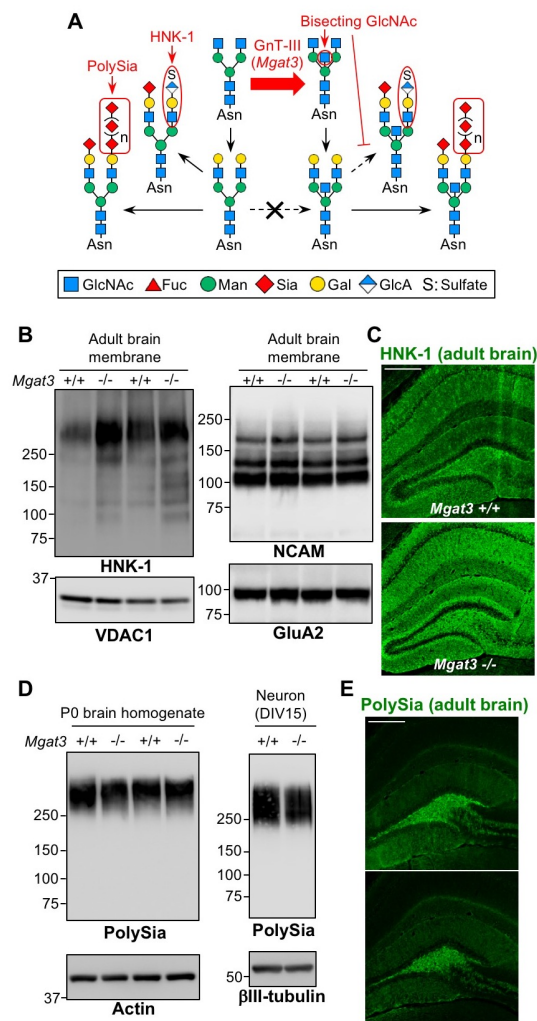 A
Bisecting GlcNAc
HNK-1
GnT-III
(Mgat3)
PolySia
S
S
n
n
Asn
Asn
Asn
Asn
Asn
Asn
Asn
Asn
GlcNAc Fuc Man Sia Gal GlcA S: Sulfate
B
Adult brain
membrane
Mgat3 +/+ -/- +/+ -/-
250
150
100
75
HNK-1
37
VDAC1
Adult brain
membrane
+/+ -/- +/+ -/-
250
150
100
75
NCAM
100
75
GluA2
C
HNK-1 (adult brain)
Mgat3 +/+
Mgat3 -/-
D
P0 brain homogenate
Mgat3 +/+ -/- +/+ -/-
250
150
100
75
PolySia
37
Actin
Neuron
(DIV15)
+/+ -/-
250
150
100
75
PolySia
50
βIII-tubulin
E
PolySia (adult brain)